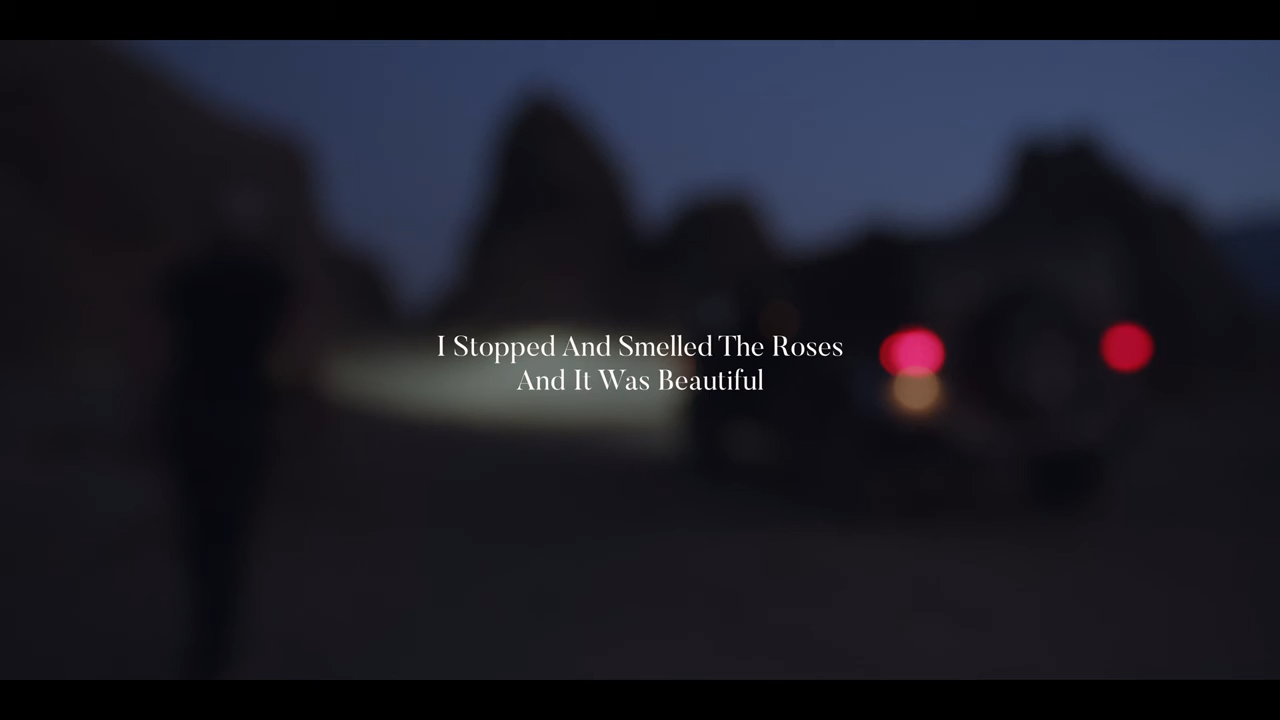 I Stopped And Smelled The Roses
And It Was Beautiful